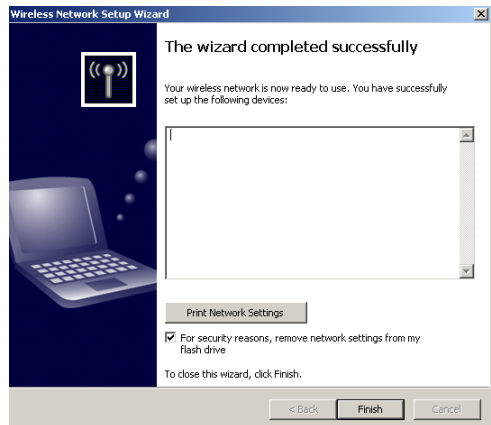 Wireless Network Setup Wizard
The wizard completed successfully
Your wireless network is now ready to use. You have successfully
set up the following devices:
Print Network Settings
For security reasons, remove network settings from my
flash drive
To close this wizard, click Finish.
< Back
Finish
Cancel